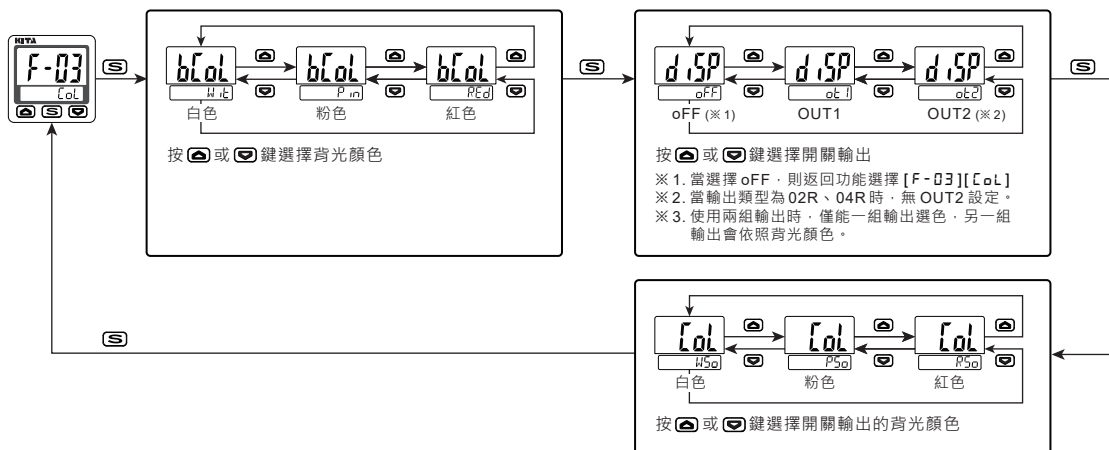 KITA
F-03
CoL
S
S
bCoL bCoL bCoL
Wit Pin REd
白色 粉色 紅色
按 或 鍵選擇背光顏色
S
diSP diSP diSP
oFF ot1 ot2
oFF (※1) OUT1 OUT2 (※2)
按 或 鍵選擇開關輸出
※1. 當選擇 oFF,則返回功能選擇 [F-03][CoL]
※2. 當輸出類型為 02R、04R 時,無 OUT2 設定。
※3. 使用兩組輸出時,僅能一組輸出選色,另一組
輸出會依照背光顏色。
S
CoL CoL CoL
WSo PSo RSo
白色 粉色 紅色
按 或 鍵選擇開關輸出的背光顏色
S